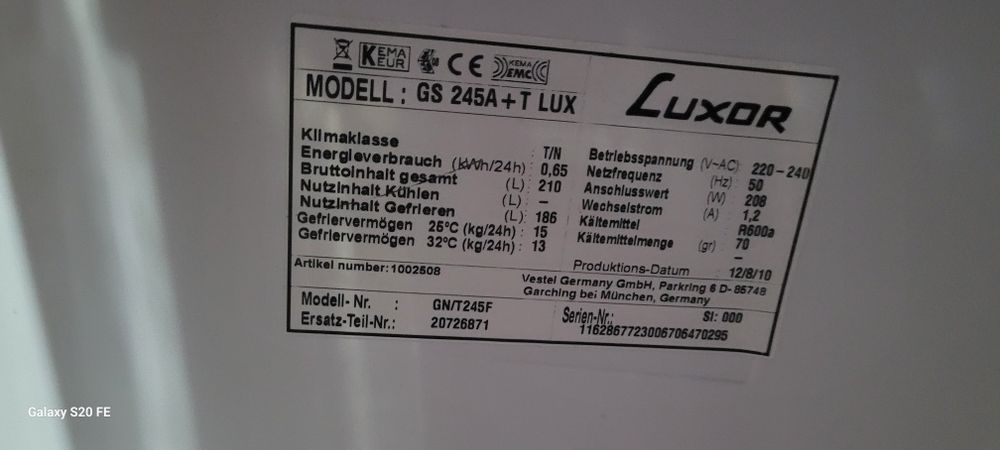 KEMA KEUR CE KEMA EMC
MODELL : GS 245A+T LUX
LUXOR
Klimaklasse : T/N
Energieverbrauch (kWh/24h) : 0,65
Bruttoinhalt gesamt (L) : 210
Nutzinhalt Kühlen (L) : –
Nutzinhalt Gefrieren (L) : 186
Gefriervermögen 25°C (kg/24h) : 15
Gefriervermögen 32°C (kg/24h) : 13
Betriebsspannung (V~AC) : 220-240
Netzfrequenz (Hz) : 50
Anschlusswert (W) : 208
Wechselstrom (A) : 1,2
Kältemittel : R600a
Kältemittelmenge (gr) : 70
–
Produktions-Datum : 12/8/10
Artikel number: 1002508
Vestel Germany GmbH, Parkring 6 D-85748
Garching bei München, Germany
Modell- Nr. : GN/T245F
Ersatz-Teil-Nr.: 20726871
Serien-Nr.: SI: 000
1162867723006706470295
Galaxy S20 FE